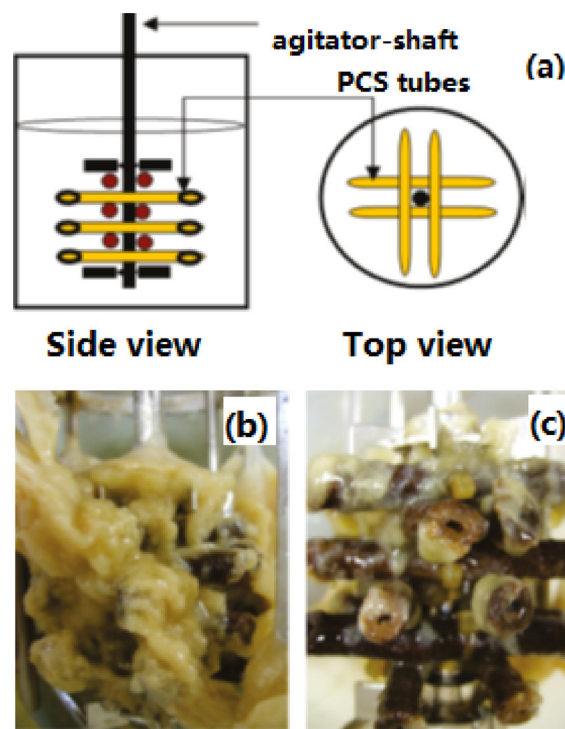 agitator-shaft
PCS tubes
(a)
Side view
Top view
(b)
(c)